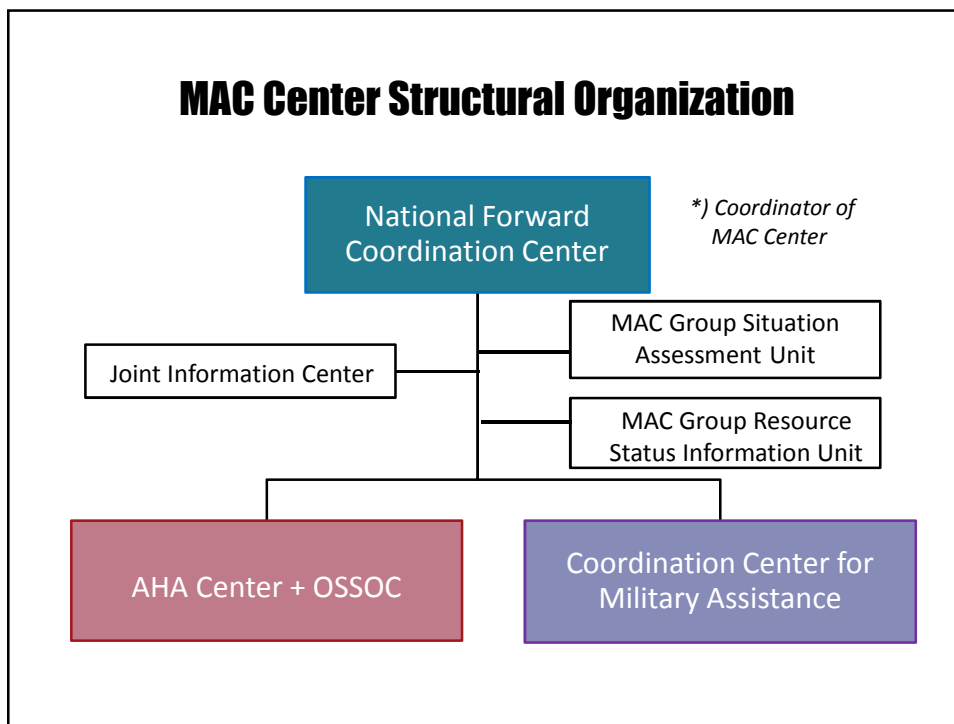 MAC Center Structural Organization
National Forward
Coordination Center
*) Coordinator of
MAC Center
MAC Group Situation
Assessment Unit
Joint Information Center
MAC Group Resource
Status Information Unit
AHA Center + OSSOC
Coordination Center for
Military Assistance